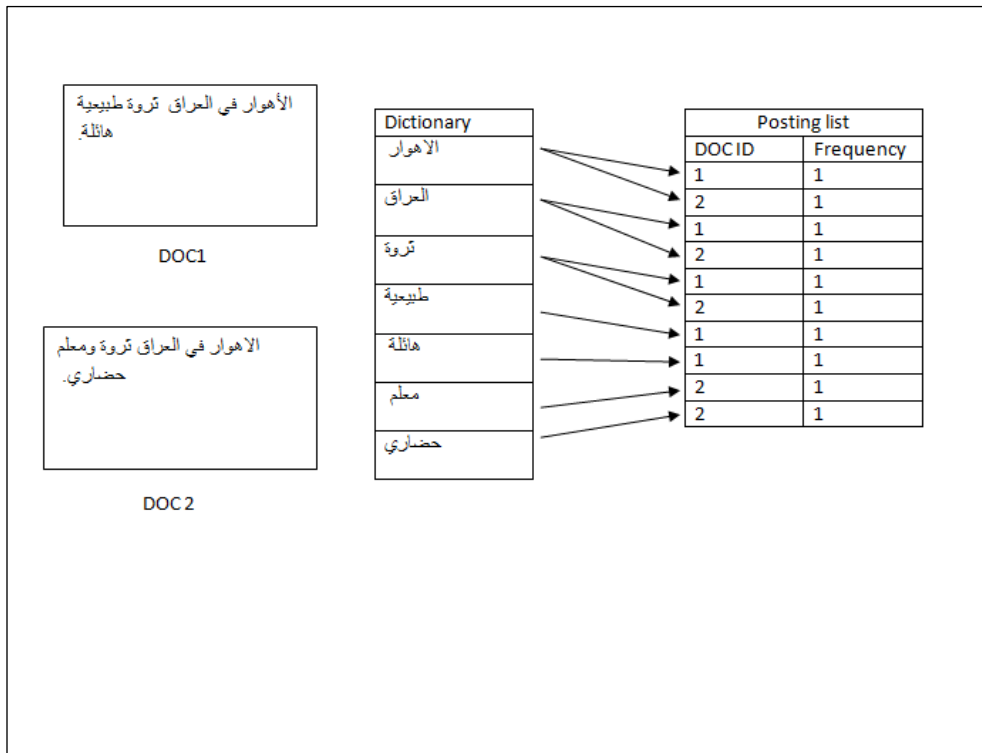 الأهوار في العراق ثروة طبيعية
هائلة.
DOC1
الاهوار في العراق ثروة ومعلم
حضاري.
DOC 2
Dictionary
الاهوار
العراق
ثروة
طبيعية
هائلة
معلم
حضاري
Posting list
DOC ID Frequency
1 1
2 1
1 1
2 1
1 1
2 1
1 1
1 1
2 1
2 1